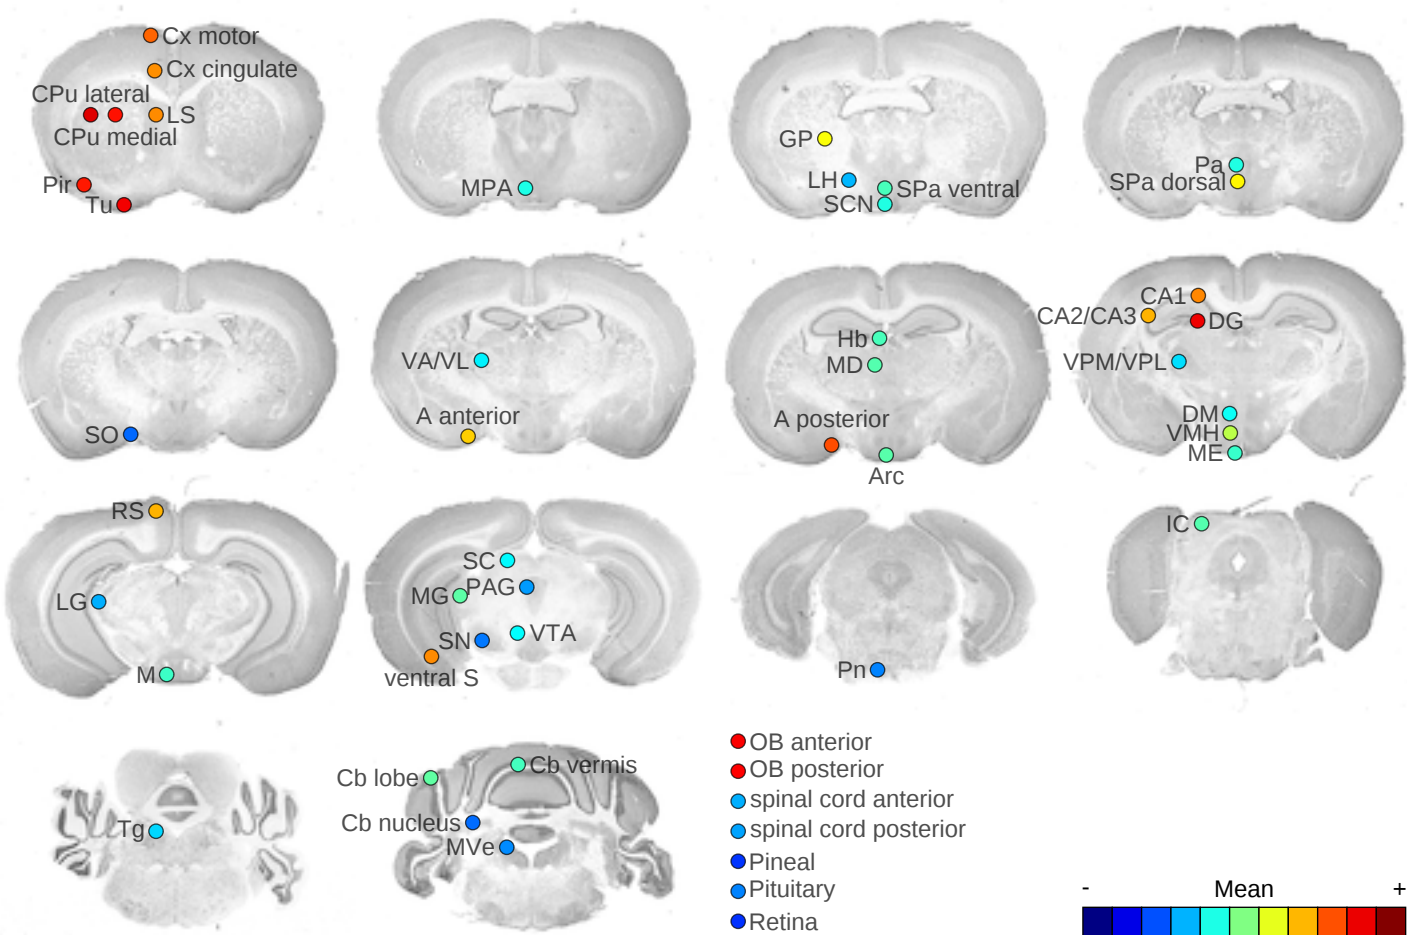 Cx motor
Cx cingulate
CPu lateral
LS
CPu medial
Pir
Tu
MPA
GP
LH
SPa ventral
SCN
Pa
SPa dorsal
SO
VA/VL
A anterior
Hb
MD
A posterior
Arc
CA1
CA2/CA3
DG
VPM/VPL
DM
VMH
ME
RS
LG
M
SC
PAG
MG
SN
VTA
ventral S
Pn
IC
Tg
Cb lobe
Cb vermis
Cb nucleus
MVe
OB anterior
OB posterior
spinal cord anterior
spinal cord posterior
Pineal
Pituitary
Retina
- Mean +